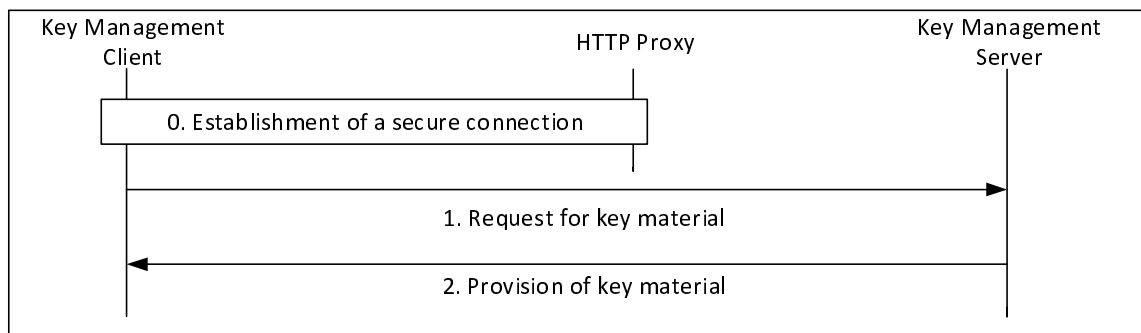 Key Management
Client
HTTP Proxy
Key Management
Server
0. Establishment of a secure connection
1. Request for key material
2. Provision of key material